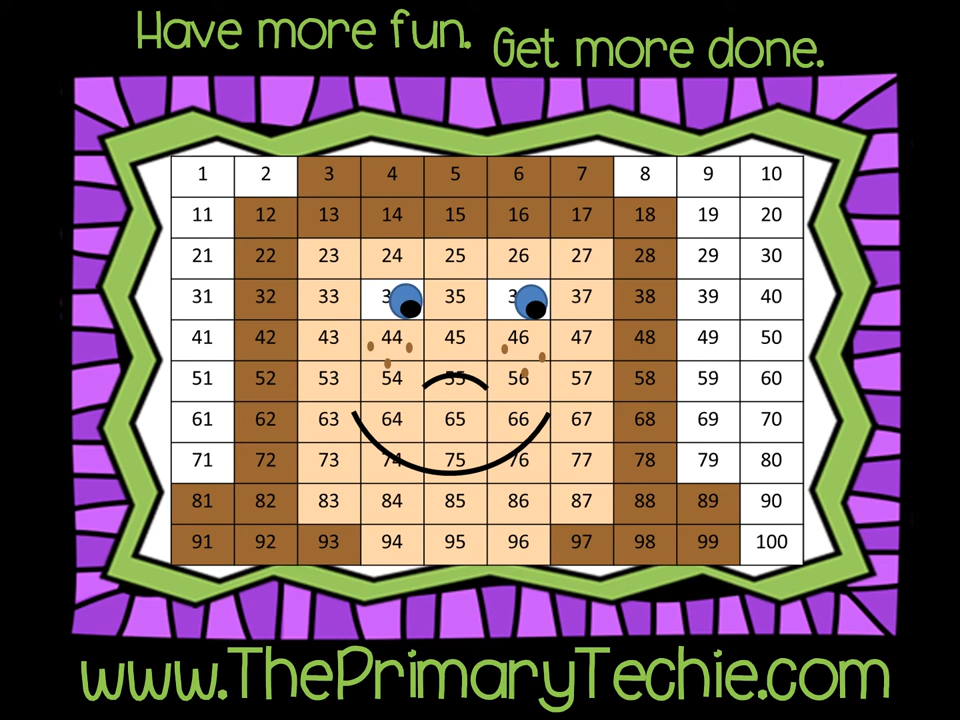 Have more fun. Get more done.
1 2 3 4 5 6 7 8 9 10
11 12 13 14 15 16 17 18 19 20
21 22 23 24 25 26 27 28 29 30
31 32 33 35 37 38 39 40
41 42 43 44 45 46 47 48 49 50
51 52 53 54 55 56 57 58 59 60
61 62 63 64 65 66 67 68 69 70
71 72 73 74 75 76 77 78 79 80
81 82 83 84 85 86 87 88 89 90
91 92 93 94 95 96 97 98 99 100
www.ThePrimaryTechie.com